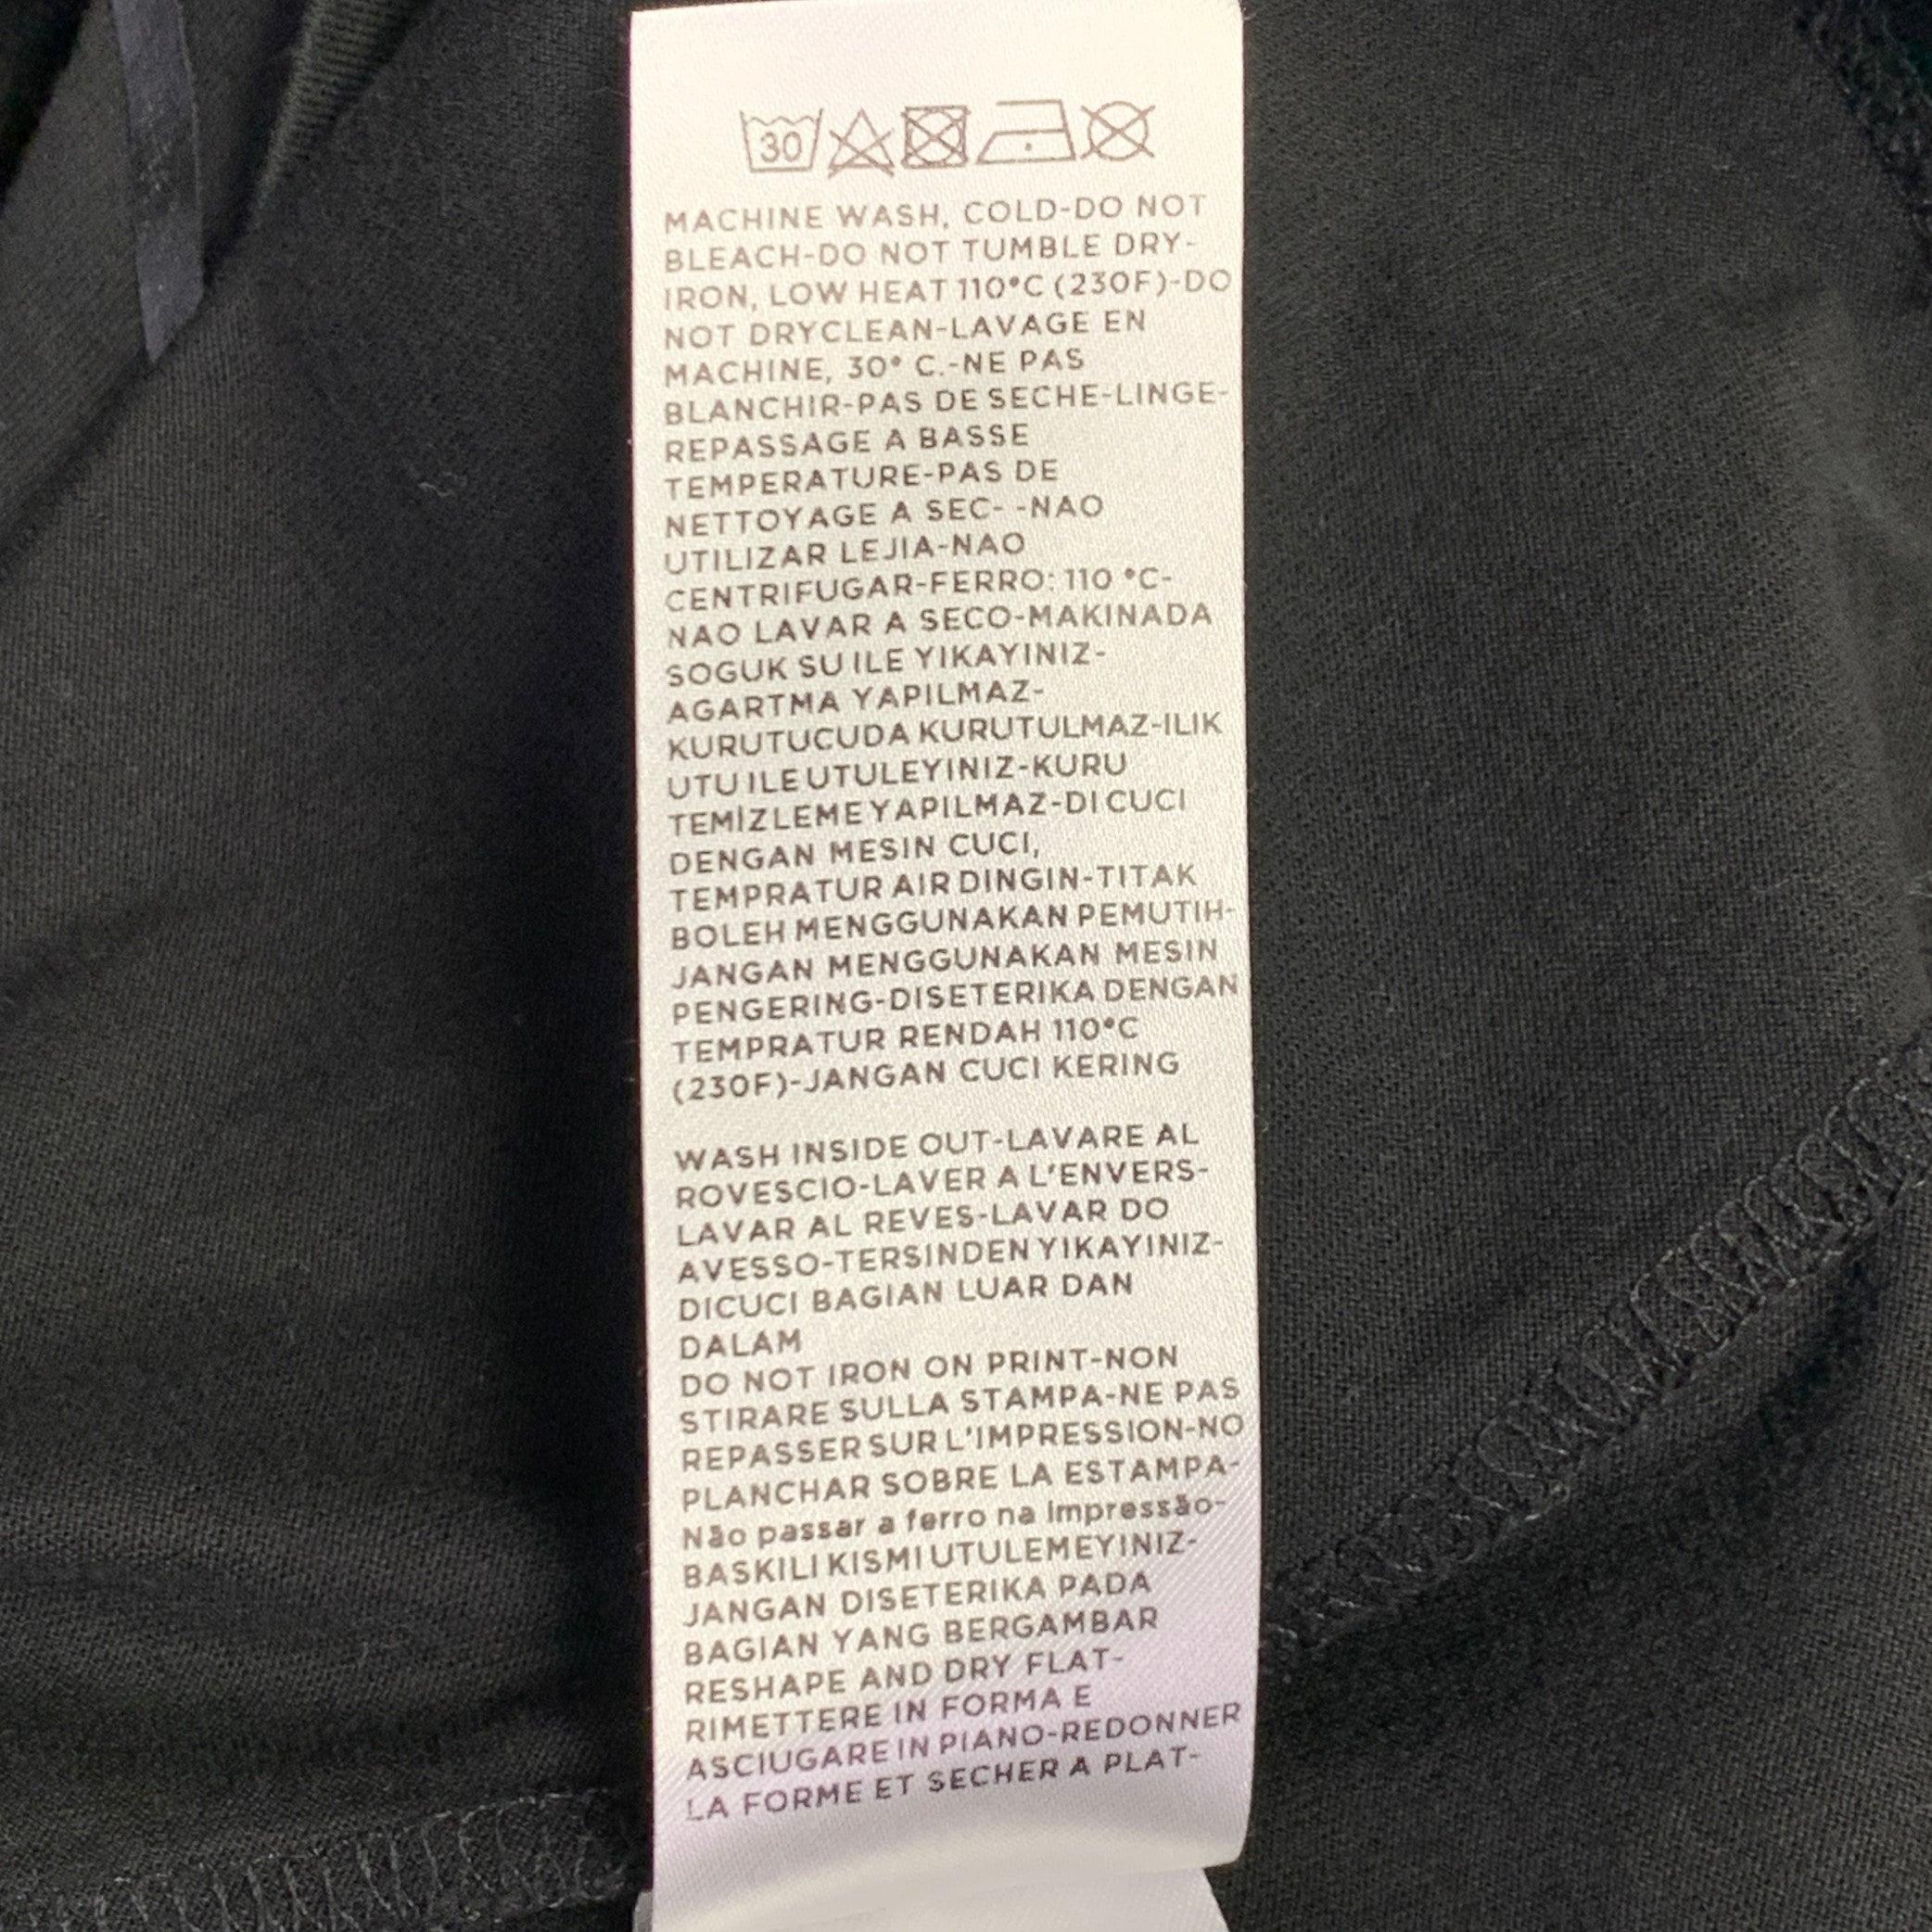 30
MACHINE WASH, COLD-DO NOT
BLEACH-DO NOT TUMBLE DRY-
IRON, LOW HEAT 110°C (230F)-DO
NOT DRYCLEAN-LAVAGE EN
MACHINE, 30° C.-NE PAS
BLANCHIR-PAS DE SECHE-LINGE-
REPASSAGE A BASSE
TEMPERATURE-PAS DE
NETTOYAGE A SEC- -NAO
UTILIZAR LEJIA-NAO
CENTRIFUGAR-FERRO: 110 °C-
NAO LAVAR A SECO-MAKINADA
SOGUK SU ILE YIKAYINIZ-
AGARTMA YAPILMAZ-
KURUTUCUDA KURUTULMAZ-ILIK
UTU ILE UTULEYINIZ-KURU
TEMİZLEME YAPILMAZ-DI CUCI
DENGAN MESIN CUCI,
TEMPRATUR AIR DINGIN-TITAK
BOLEH MENGGUNAKAN PEMUTIH-
JANGAN MENGGUNAKAN MESIN
PENGERING-DISETERIKA DENGAN
TEMPRATUR RENDAH 110°C
(230F)-JANGAN CUCI KERING
WASH INSIDE OUT-LAVARE AL
ROVESCIO-LAVER A L'ENVERS-
LAVAR AL REVES-LAVAR DO
AVESSO-TERSINDEN YIKAYINIZ-
DICUCI BAGIAN LUAR DAN
DALAM
DO NOT IRON ON PRINT-NON
STIRARE SULLA STAMPA-NE PAS
REPASSER SUR L'IMPRESSION-NO
PLANCHAR SOBRE LA ESTAMPA-
Não passar a ferro na Impressão-
BASKILI KISMI UTULEMEYINIZ-
JANGAN DISETERIKA PADA
BAGIAN YANG BERGAMBAR
RESHAPE AND DRY FLAT-
RIMETTERE IN FORMA E
ASCIUGARE IN PIANO-REDONNER
LA FORME ET SECHER A PLAT-